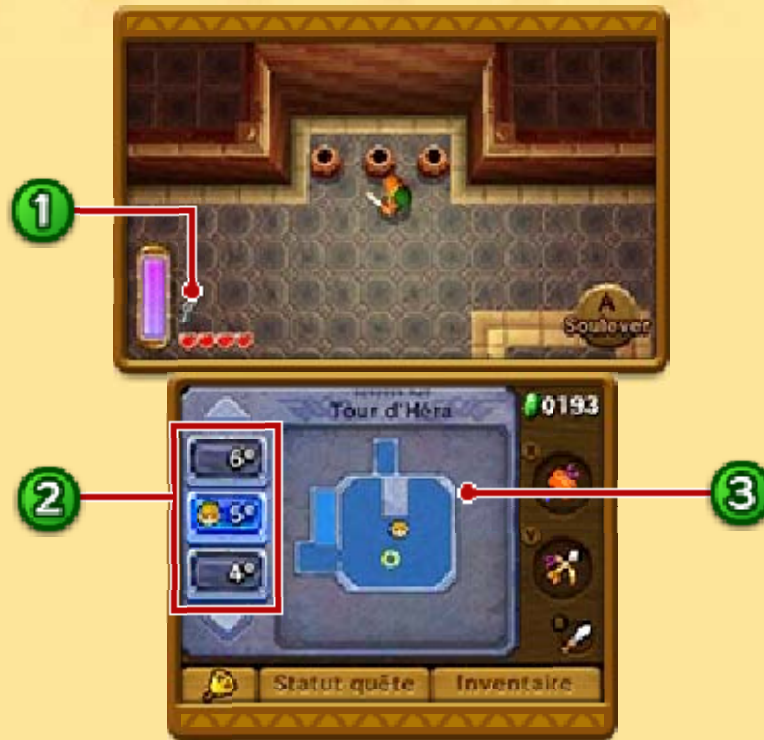 1
A
Soulever
Tour d'Héra
0193
6e
X
2
5e
3
4e
Y
Statut quête
Inventaire